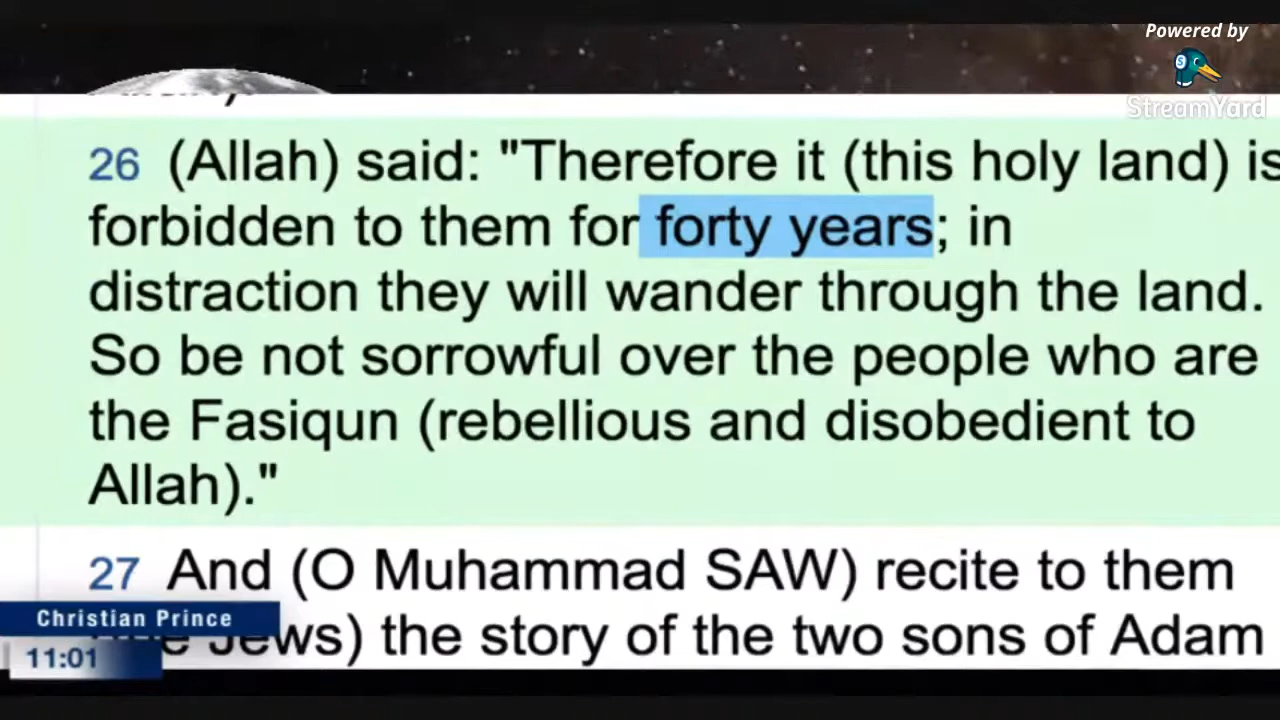 Powered by
StreamYard
26 (Allah) said: "Therefore it (this holy land) is
forbidden to them for forty years; in
distraction they will wander through the land.
So be not sorrowful over the people who are
the Fasiqun (rebellious and disobedient to
Allah)."
27 And (O Muhammad SAW) recite to them
Jews) the story of the two sons of Adam
Christian Prince
11:01